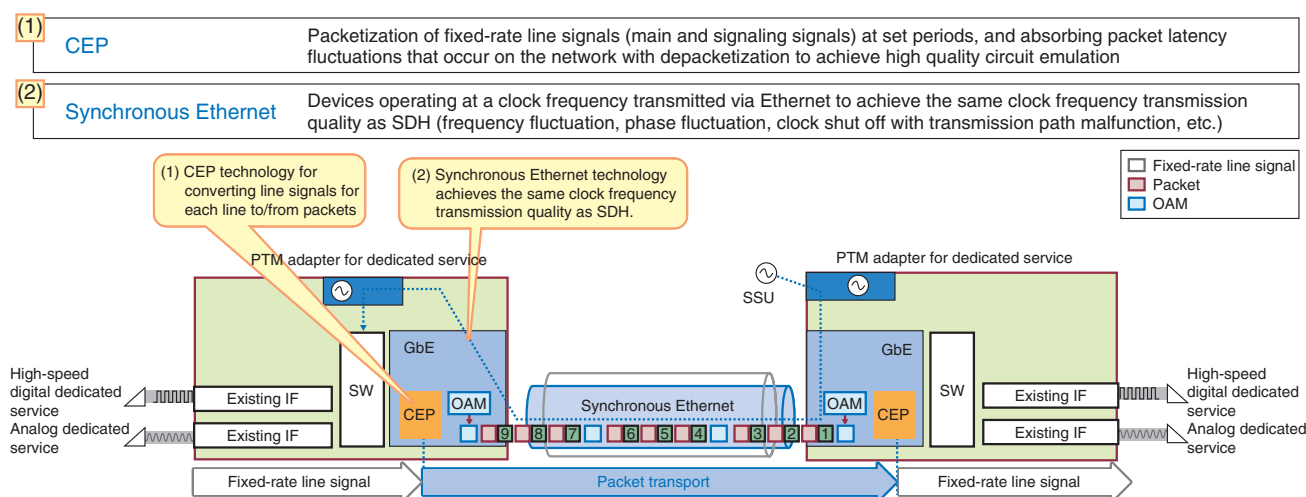 (1)
CEP
Packetization of fixed-rate line signals (main and signaling signals) at set periods, and absorbing packet latency
fluctuations that occur on the network with depacketization to achieve high quality circuit emulation
(2)
Synchronous Ethernet
Devices operating at a clock frequency transmitted via Ethernet to achieve the same clock frequency transmission
quality as SDH (frequency fluctuation, phase fluctuation, clock shut off with transmission path malfunction, etc.)
(1) CEP technology for
converting line signals for
each line to/from packets
(2) Synchronous Ethernet technology
achieves the same clock frequency
transmission quality as SDH.
Fixed-rate line signal
Packet
OAM
PTM adapter for dedicated service
SSU
PTM adapter for dedicated service
High-speed
digital dedicated
service
Analog dedicated
service
Existing IF
Existing IF
SW
GbE
CEP
OAM
Synchronous Ethernet
9 8 7 6 5 4 3 2 1
OAM
GbE
CEP
SW
Existing IF
Existing IF
High-speed
digital dedicated
service
Analog dedicated
service
Fixed-rate line signal
Packet transport
Fixed-rate line signal